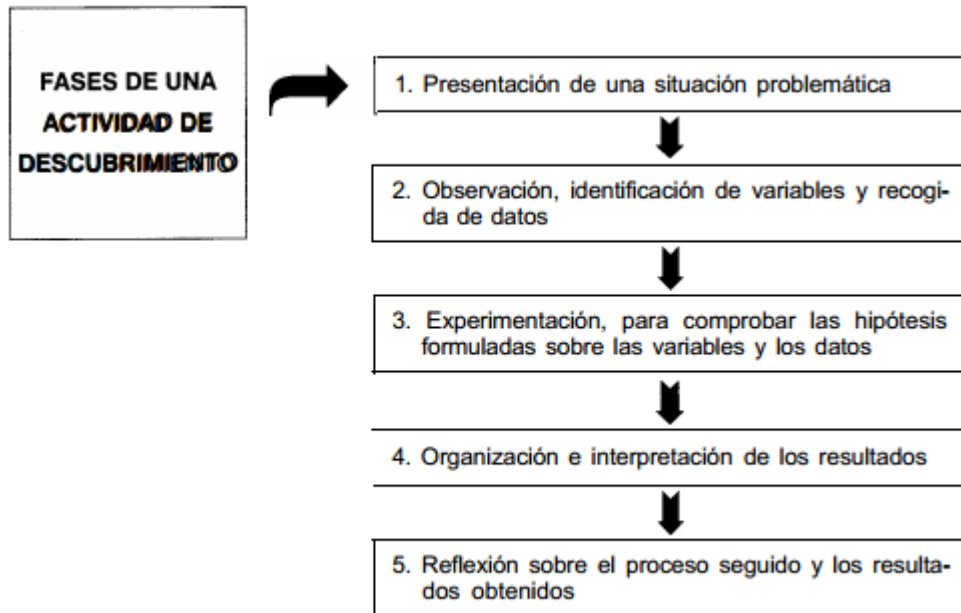 FASES DE UNA
ACTIVIDAD DE
DESCUBRIMIENTO
1. Presentación de una situación problemática
2. Observación, identificación de variables y recogi-
da de datos
3. Experimentación, para comprobar las hipótesis
formuladas sobre las variables y los datos
4. Organización e interpretación de los resultados
5. Reflexión sobre el proceso seguido y los resulta-
dos obtenidos